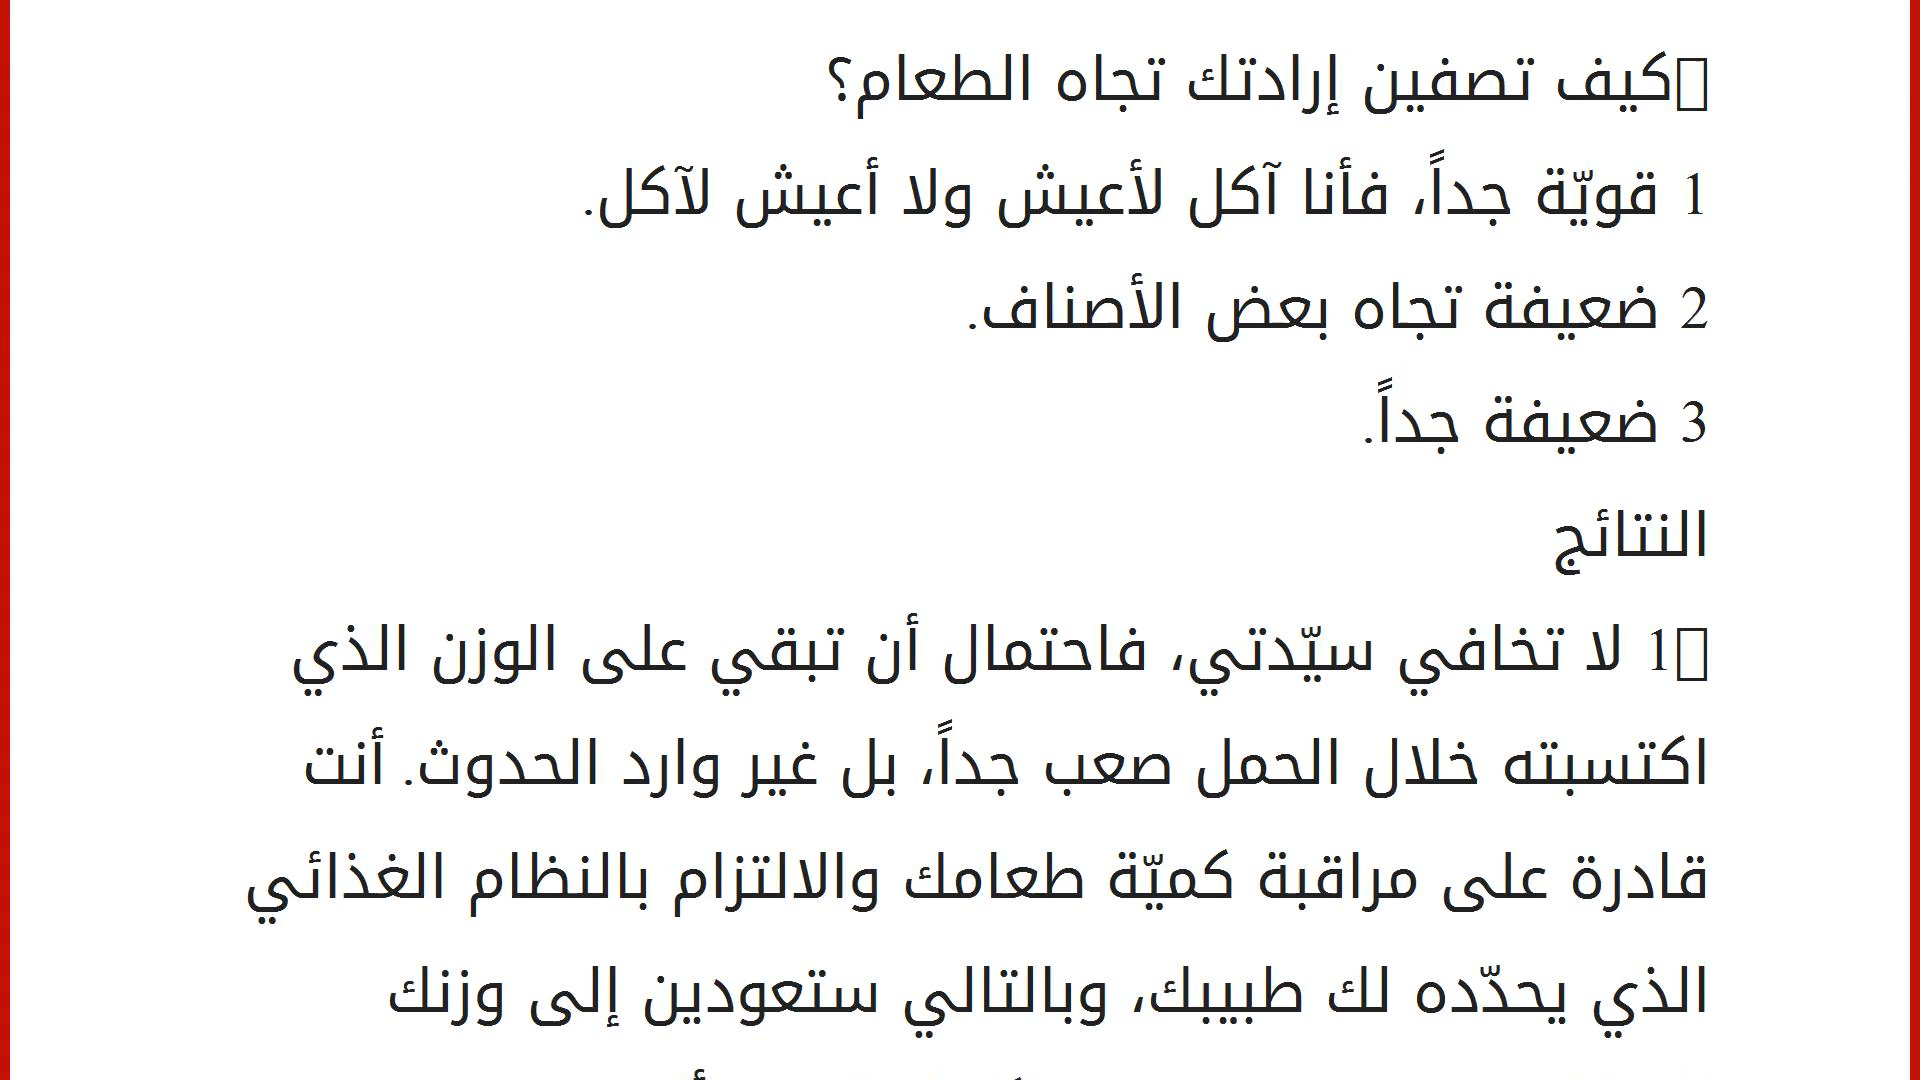 كيف تصفين إرادتك تجاه الطعام؟
1 قويّة جداً، فأنا آكل لأعيش ولا أعيش لآكل.
2 ضعيفة تجاه بعض الأصناف.
3 ضعيفة جداً.
النتائج
1 لا تخافي سيّدتي، فاحتمال أن تبقي على الوزن الذي
اكتسبته خلال الحمل صعب جداً، بل غير وارد الحدوث. أنت
قادرة على مراقبة كميّة طعامك والالتزام بالنظام الغذائي
الذي يحدّده لك طبيبك، وبالتالي ستعودين إلى وزنك